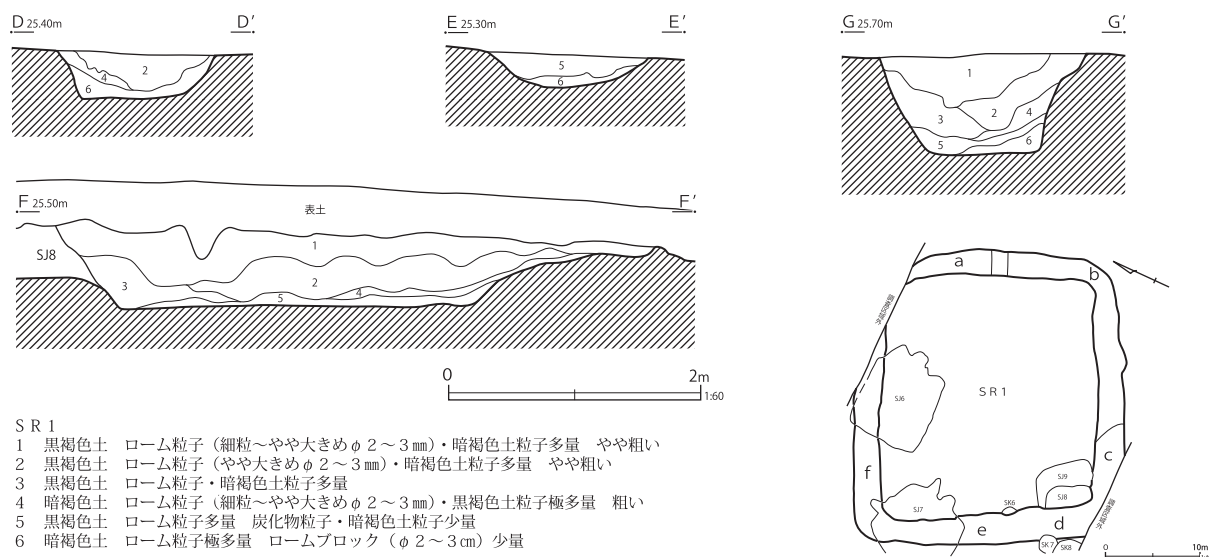 D 25.40m D′
E 25.30m E′
G 25.70m G′
2
4
6
5
6
1
2
3
4
5
6
F 25.50m F′
表土
SJ8
1
2
3
4
5
0 2m
1:60
a
b
調査区域外
SJ6
SR1
c
f
SJ9
SJ8
SJ7
SK6
e
d
SK7
SK8
調査区域外
0 10m
SR1
1 黒褐色土 ローム粒子（細粒～やや大きめφ2～3㎜）・暗褐色土粒子多量 やや粗い
2 黒褐色土 ローム粒子（やや大きめφ2～3㎜）・暗褐色土粒子多量 やや粗い
3 黒褐色土 ローム粒子・暗褐色土粒子多量
4 暗褐色土 ローム粒子（細粒～やや大きめφ2～3㎜）・黒褐色土粒子極多量 粗い
5 黒褐色土 ローム粒子多量 炭化物粒子・暗褐色土粒子少量
6 暗褐色土 ローム粒子極多量 ロームブロック（φ2～3㎝）少量